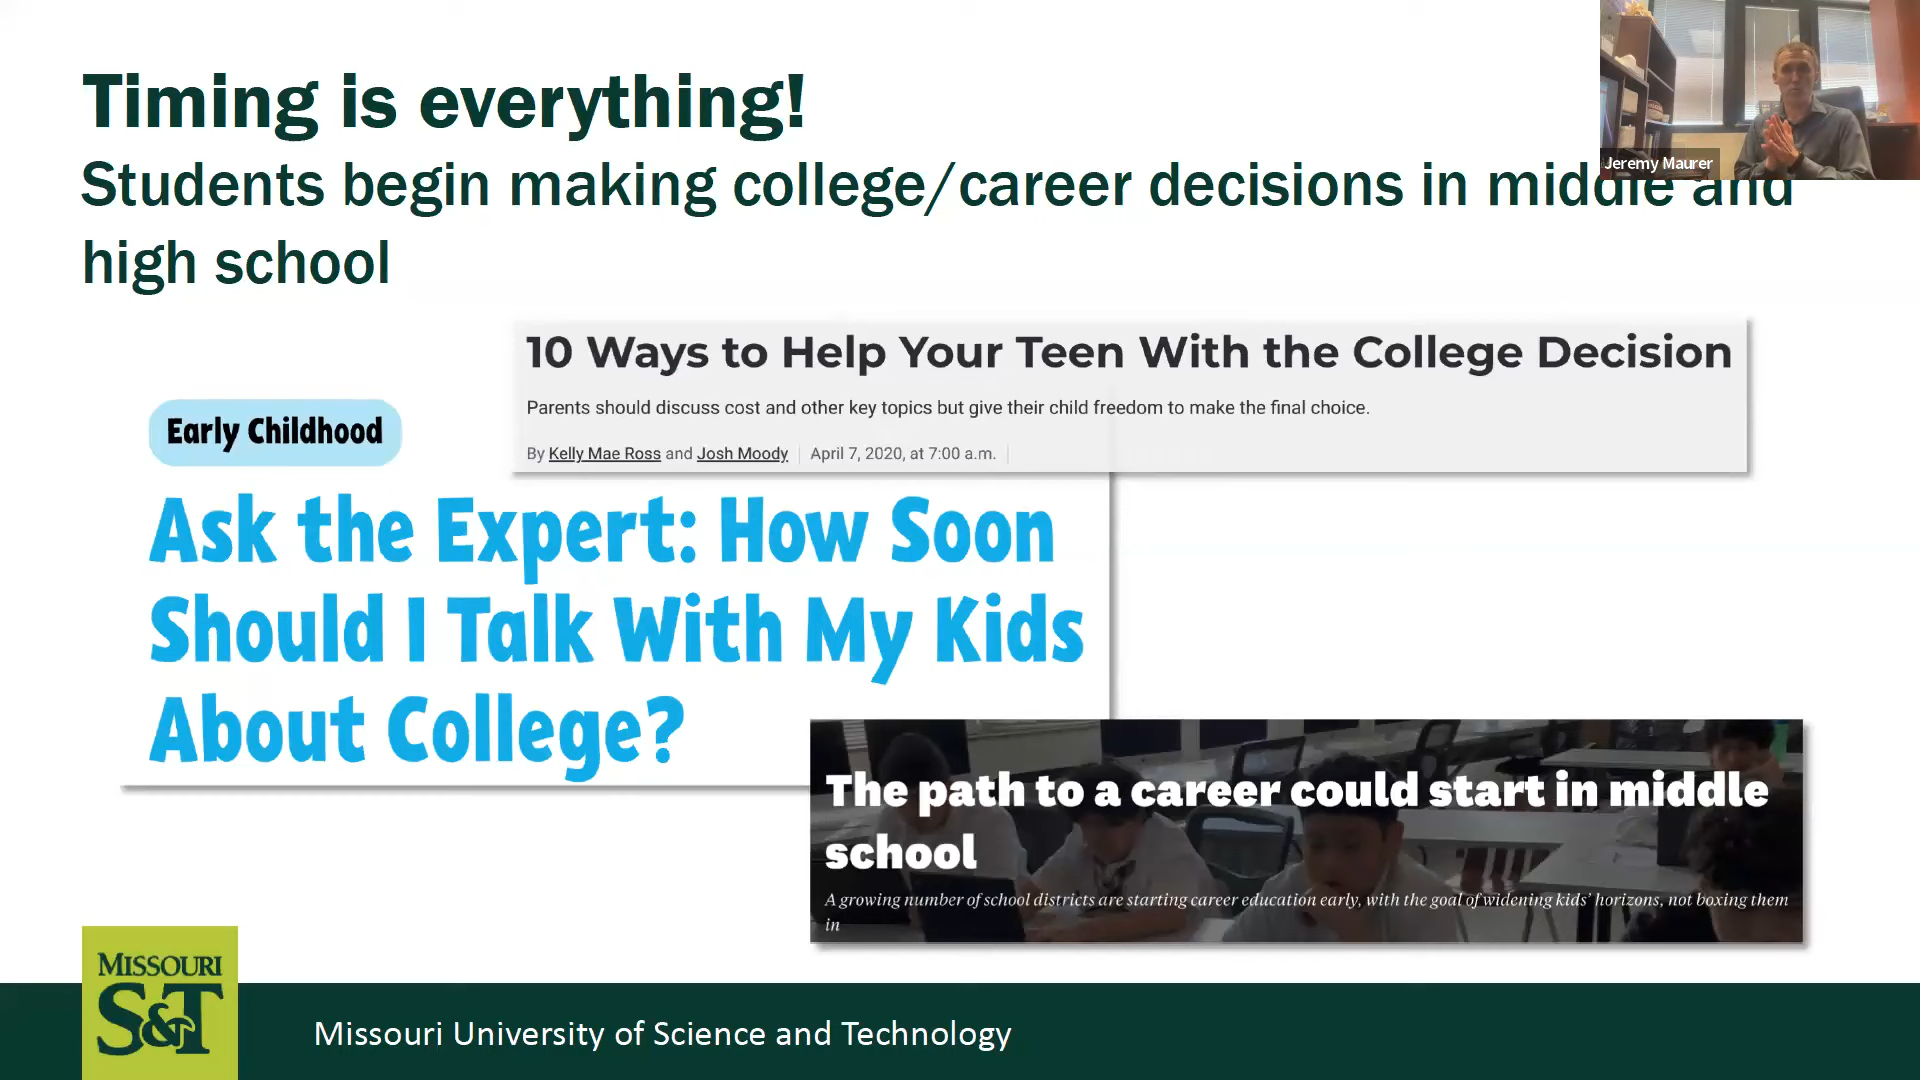 Timing is everything!
Students begin making college/career decisions in middle and
high school
Jeremy Maurer
10 Ways to Help Your Teen With the College Decision
Parents should discuss cost and other key topics but give their child freedom to make the final choice.
By Kelly Mae Ross and Josh Moody | April 7, 2020, at 7:00 a.m. |
Early Childhood
Ask the Expert: How Soon
Should I Talk With My Kids
About College?
The path to a career could start in middle
school
A growing number of school districts are starting career education early, with the goal of widening kids' horizons, not boxing them
in
MISSOURI
S&T
Missouri University of Science and Technology